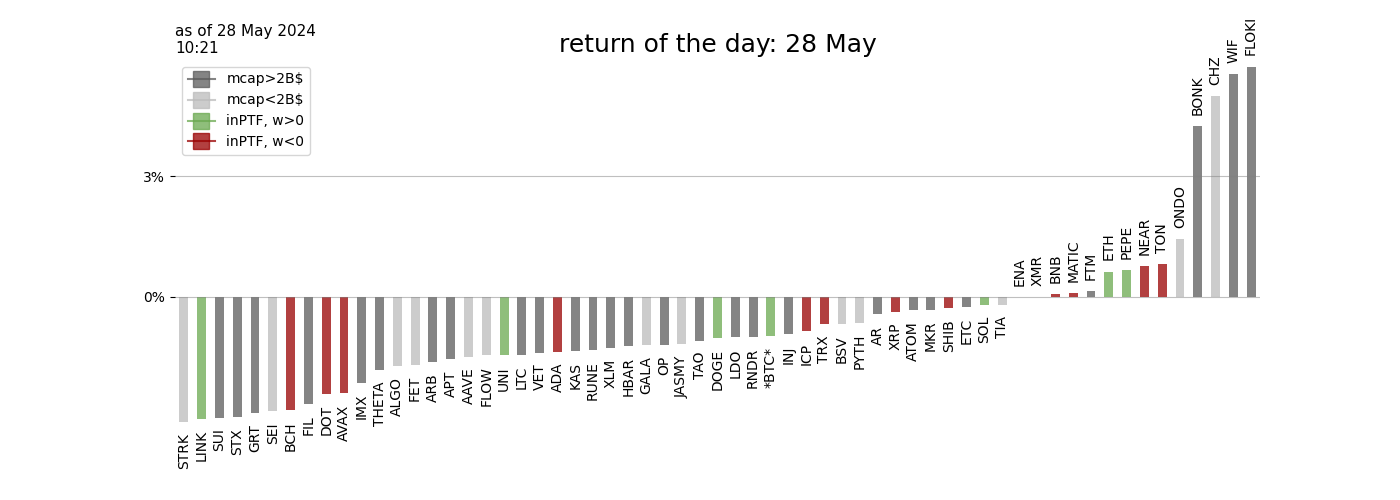 as of 28 May 2024
10:21
return of the day: 28 May
mcap>2B$
mcap<2B$
inPTF, w>0
inPTF, w<0
3%
0%
STRK
LINK
SUI
STX
GRT
SEI
BCH
FIL
DOT
AVAX
IMX
THETA
ALGO
FET
ARB
APT
AAVE
FLOW
UNI
LTC
VET
ADA
KAS
RUNE
XLM
HBAR
GALA
OP
JASMY
TAO
DOGE
LDO
RNDR
*BTC*
INJ
ICP
TRX
BSV
PYTH
AR
XRP
ATOM
MKR
SHIB
ETC
SOL
TIA
ENA
XMR
BNB
MATIC
FTM
ETH
PEPE
NEAR
TON
ONDO
BONK
CHZ
WIF
FLOKI